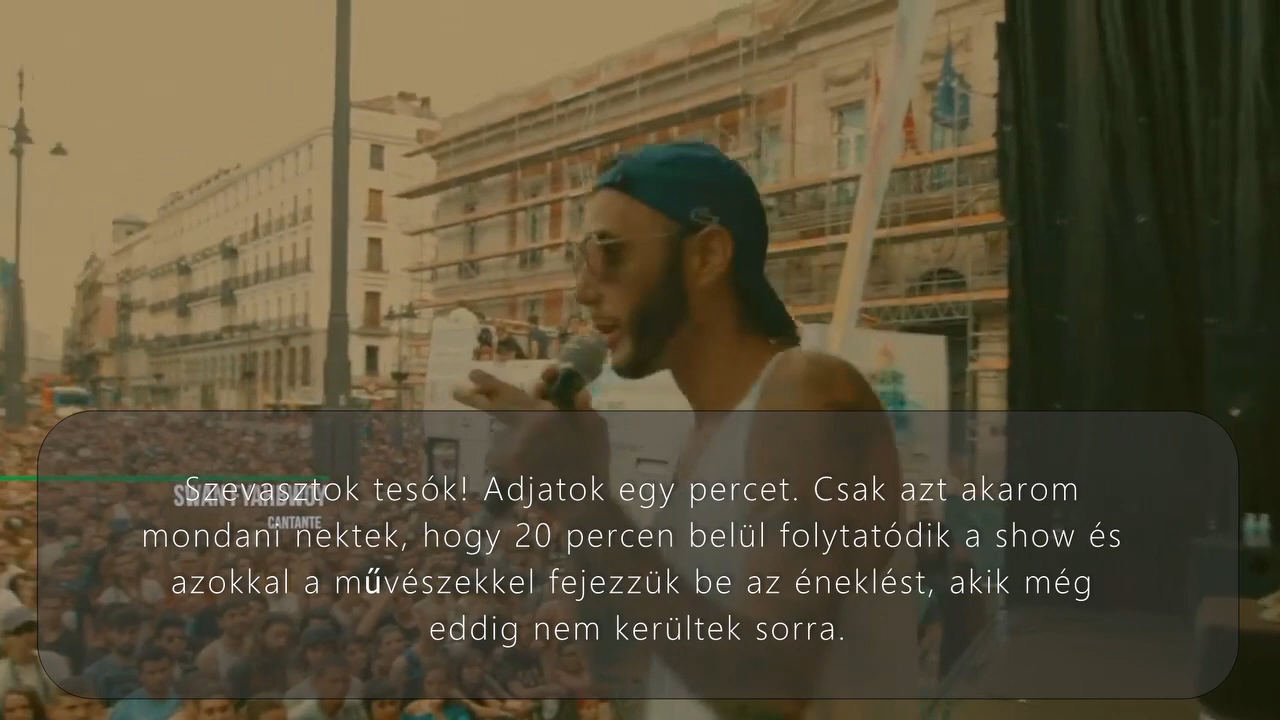 Szevasztok tesók! Adjatok egy percet. Csak azt akarom
CANTANTE
mondani nektek, hogy 20 percen belül folytatódik a show és
azokkal a művészekkel fejezzük be az éneklést, akik még
eddig nem kerültek sorra.